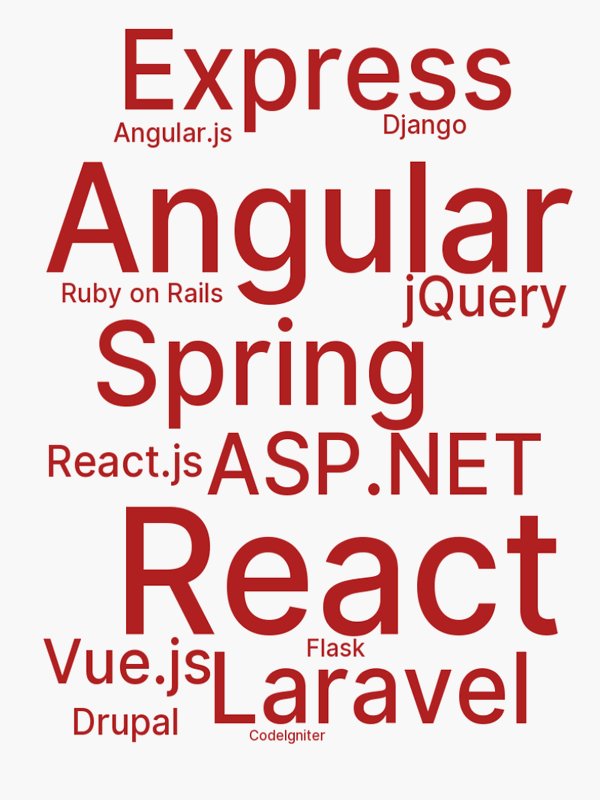 Express
Angular.js
Django
Angular
Ruby on Rails
jQuery
Spring
React.js
ASP.NET
React
Vue.js
Flask
Laravel
Drupal
CodeIgniter